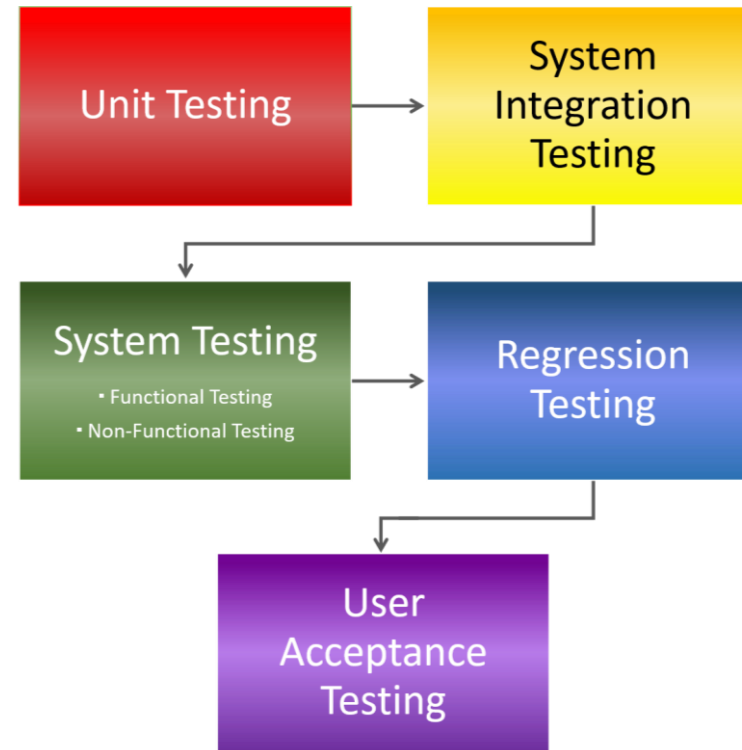 Unit Testing
System
Integration
Testing
System Testing
▪ Functional Testing
▪ Non-Functional Testing
Regression
Testing
User
Acceptance
Testing